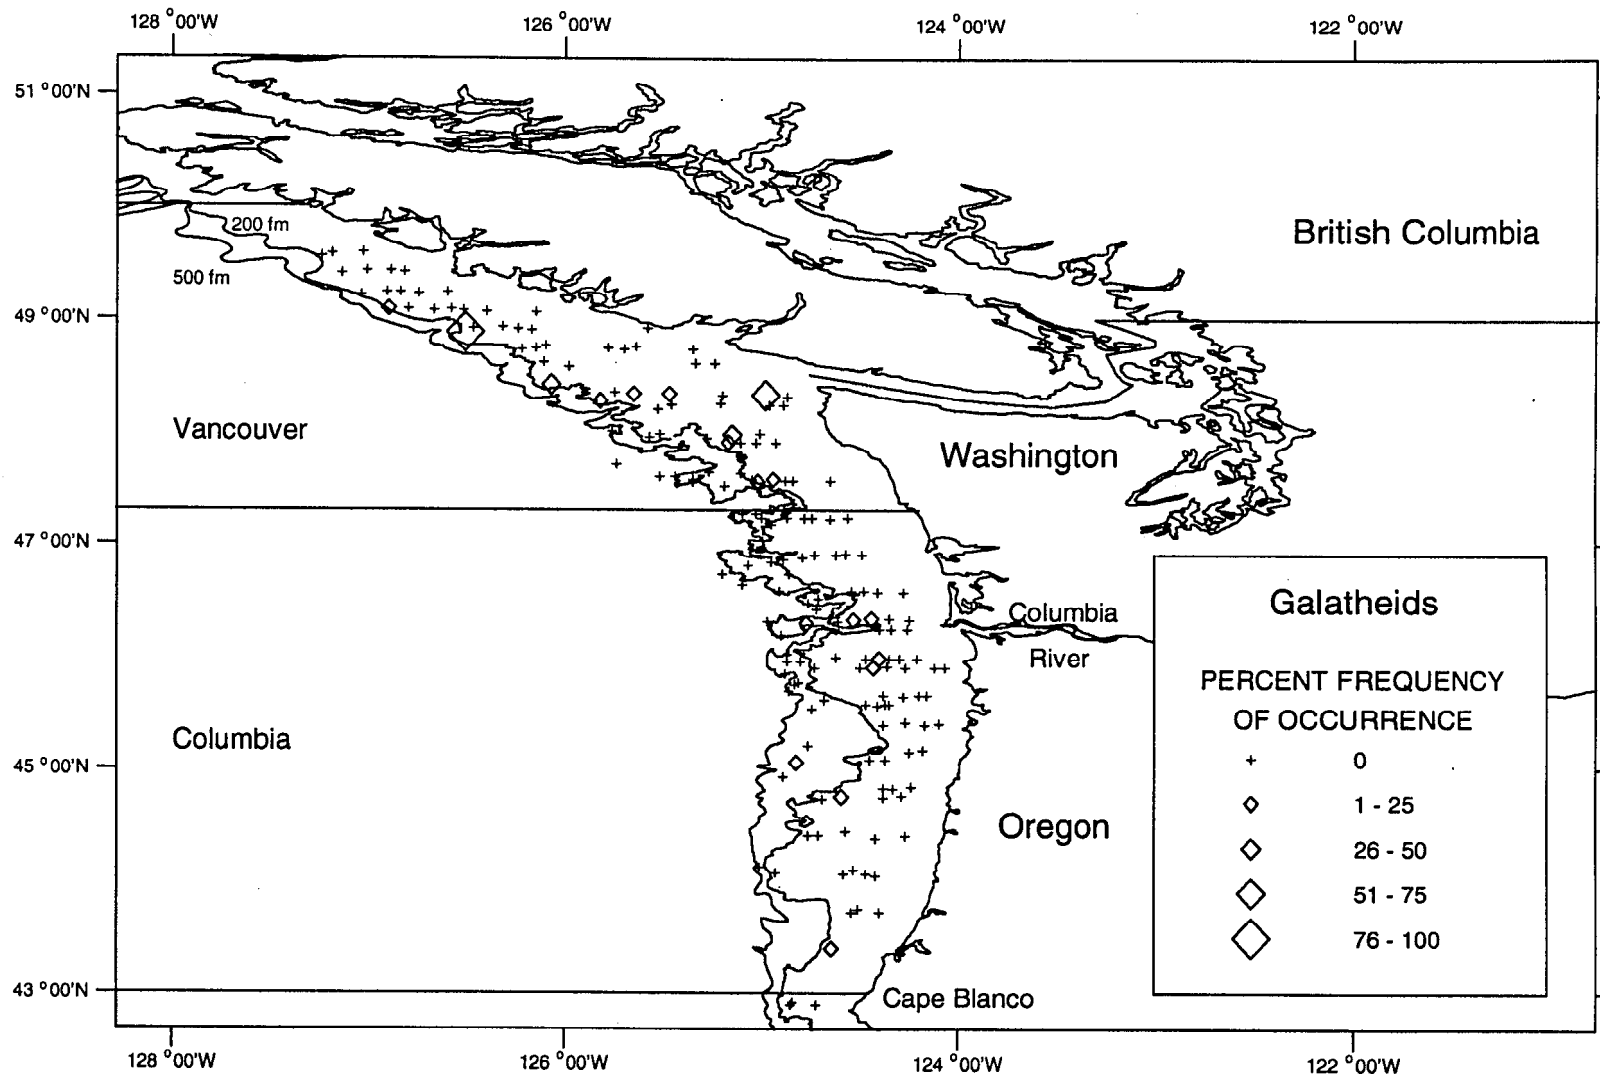 128 °00'W
126 °00'W
124 °00'W
122 °00'W
51 °00'N
49 °00'N
47 °00'N
45 °00'N
43 °00'N
200 fm
500 fm
British Columbia
Vancouver
Washington
Columbia
River
Columbia
Oregon
Cape Blanco
Galatheids
PERCENT FREQUENCY
OF OCCURRENCE
0
1 - 25
26 - 50
51 - 75
76 - 100
128 °00'W
126 °00'W
124 °00'W
122 °00'W